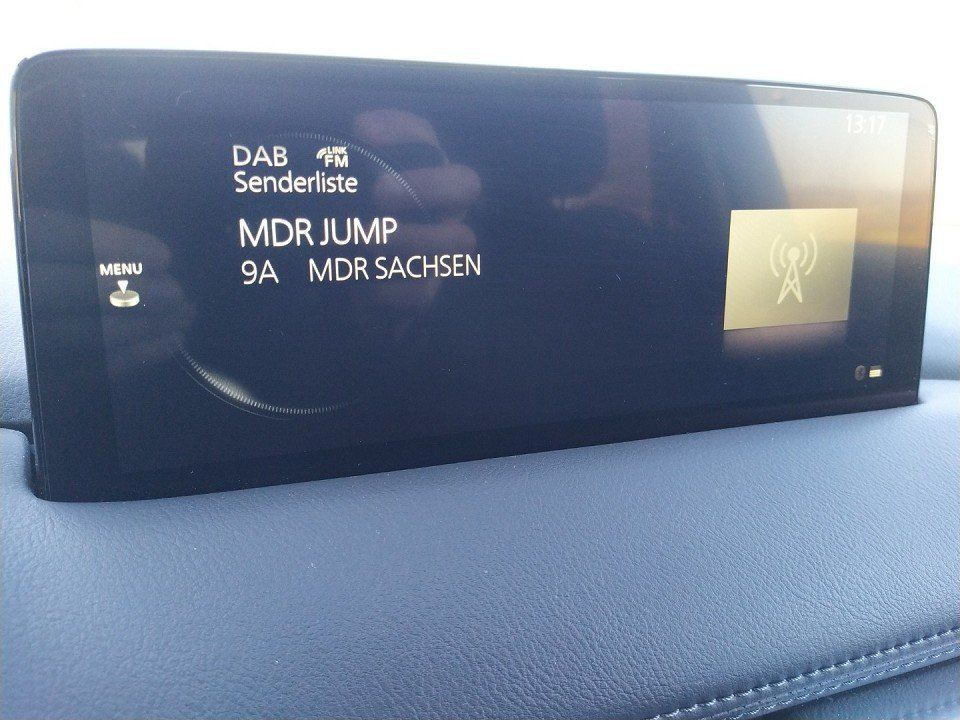 13:17
DAB LINK FM
Senderliste
MDR JUMP
9A MDR SACHSEN
MENU